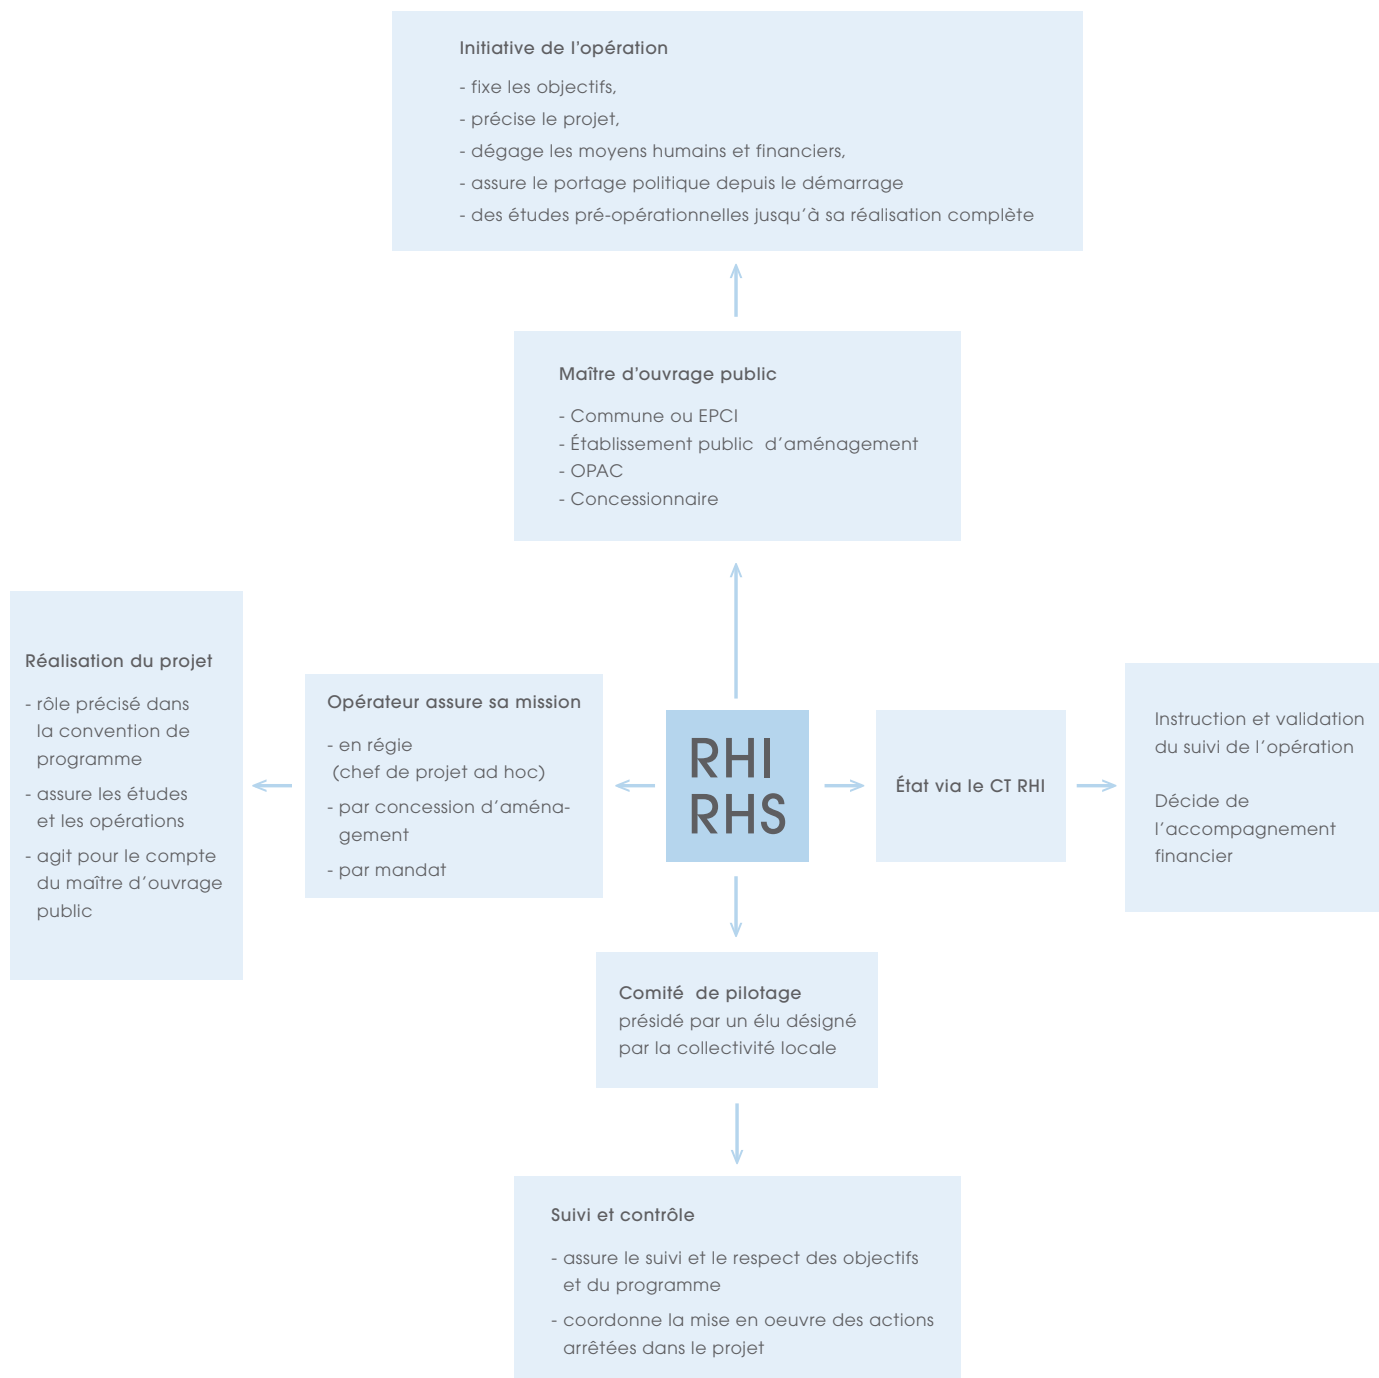 Initiative de l'opération
- fixe les objectifs,
- précise le projet,
- dégage les moyens humains et financiers,
- assure le portage politique depuis le démarrage
- des études pré-opérationnelles jusqu'à sa réalisation complète
Maître d'ouvrage public
- Commune ou EPCI
- Établissement public d'aménagement
- OPAC
- Concessionnaire
Réalisation du projet
- rôle précisé dans
la convention de
programme
- assure les études
et les opérations
- agit pour le compte
du maître d'ouvrage
public
Opérateur assure sa mission
- en régie
(chef de projet ad hoc)
- par concession d'aména-
gement
- par mandat
RHI
RHS
État via le CT RHI
Instruction et validation
du suivi de l'opération
Décide de
l'accompagnement
financier
Comité de pilotage
présidé par un élu désigné
par la collectivité locale
Suivi et contrôle
- assure le suivi et le respect des objectifs
et du programme
- coordonne la mise en oeuvre des actions
arrêtées dans le projet